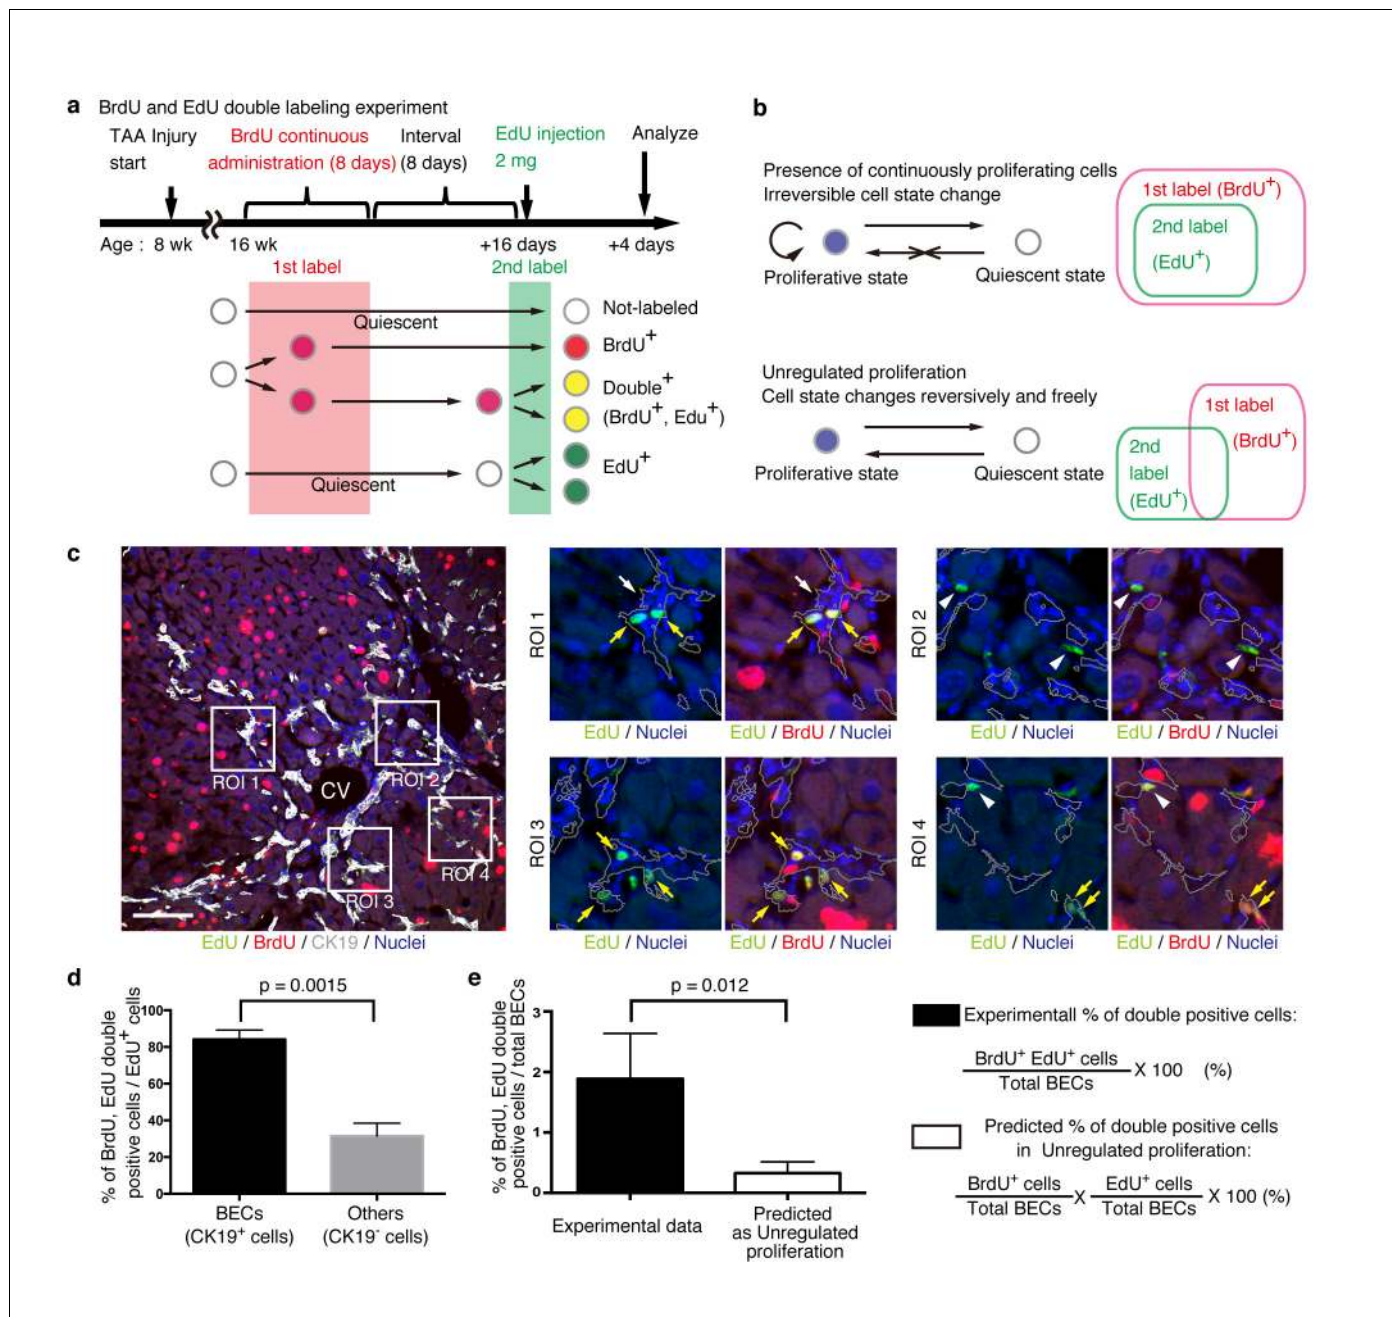 a BrdU and EdU double labeling experiment
TAA Injury start
BrdU continuous administration (8 days)
Interval (8 days)
EdU injection 2 mg
Analyze
Age : 8 wk
16 wk
+16 days
+4 days
1st label
2nd label
Quiescent
Not-labeled
BrdU+
Double+
(BrdU+, Edu+)
Quiescent
EdU+
b
Presence of continuously proliferating cells
Irreversible cell state change
Proliferative state
Quiescent state
1st label (BrdU+)
2nd label
(EdU+)
Unregulated proliferation
Cell state changes reversively and freely
Proliferative state
Quiescent state
1st label
(BrdU+)
2nd
label
(EdU+)
c
ROI 1
ROI 2
CV
ROI 4
ROI 3
EdU / BrdU / CK19 / Nuclei
ROI 1
EdU / Nuclei
EdU / BrdU / Nuclei
ROI 2
EdU / Nuclei
EdU / BrdU / Nuclei
ROI 3
EdU / Nuclei
EdU / BrdU / Nuclei
ROI 4
EdU / Nuclei
EdU / BrdU / Nuclei
d
p = 0.0015
% of BrdU, EdU double
positive cells / EdU+ cells
100
80
60
40
20
0
BECs
(CK19+ cells)
Others
(CK19- cells)
e
p = 0.012
% of BrdU, EdU double
positive cells / total BECs
3
2
1
0
Experimental data
Predicted
as Unregulated
proliferation
Experimentall % of double positive cells:
BrdU+ EdU+ cells
Total BECs
X 100 (%)
Predicted % of double positive cells
in Unregulated proliferation:
BrdU+ cells
Total BECs
X
EdU+ cells
Total BECs
X 100 (%)